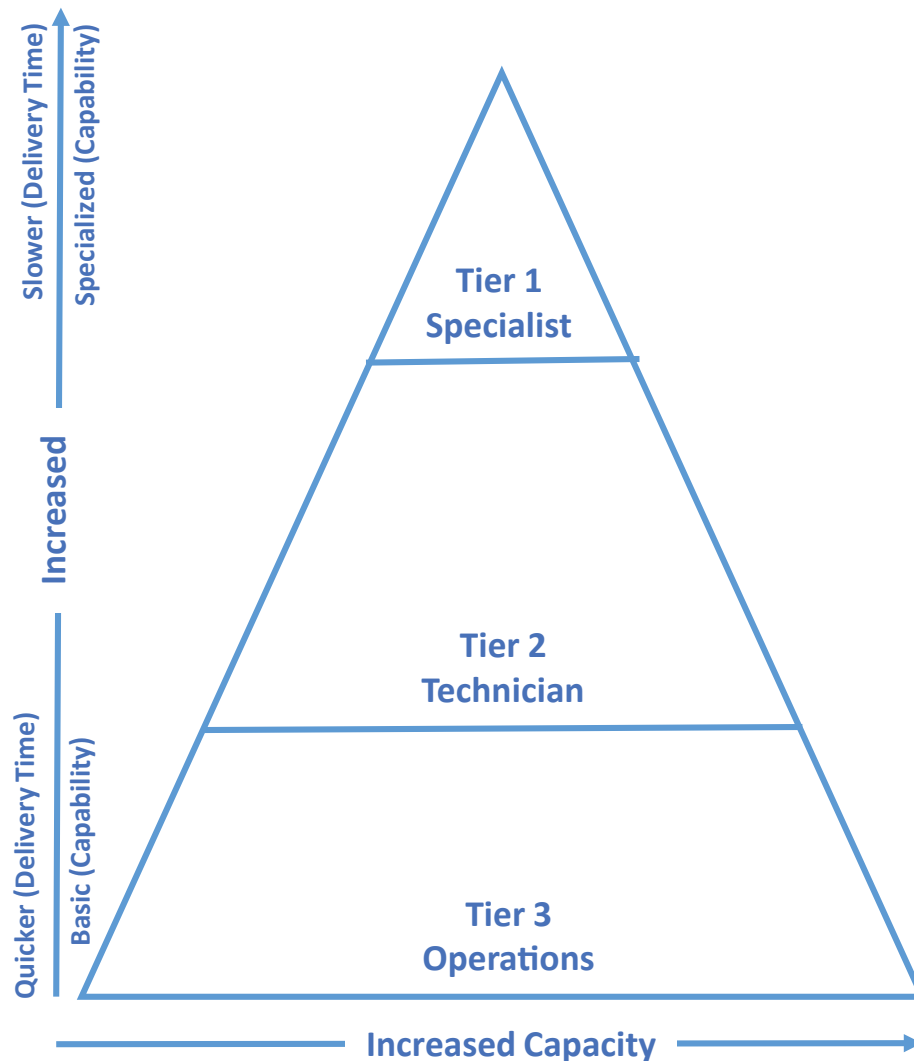 Slower (Delivery Time)
Specialized (Capability)
Tier 1
Specialist
Increased
Tier 2
Technician
Quicker (Delivery Time)
Basic (Capability)
Tier 3
Operations
Increased Capacity